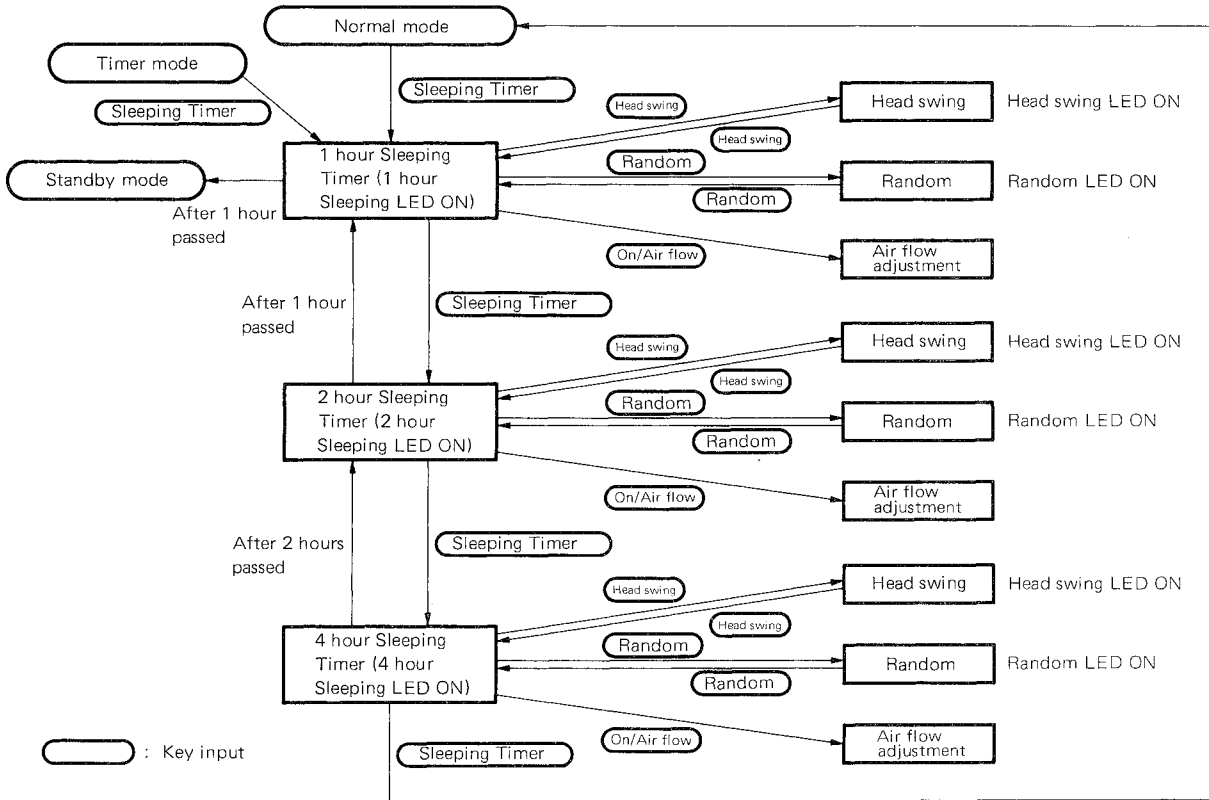 Normal mode
Timer mode
Sleeping Timer
Sleeping Timer
Head swing
Head swing
Head swing LED ON
Head swing
1 hour Sleeping
Timer (1 hour
Sleeping LED ON)
Random
Random
Random LED ON
Random
Standby mode
After 1 hour
passed
On/Air flow
Air flow
adjustment
After 1 hour
passed
Sleeping Timer
Head swing
Head swing
Head swing LED ON
Head swing
2 hour Sleeping
Timer (2 hour
Sleeping LED ON)
Random
Random
Random LED ON
Random
On/Air flow
Air flow
adjustment
After 2 hours
passed
Sleeping Timer
Head swing
Head swing
Head swing LED ON
Head swing
4 hour Sleeping
Timer (4 hour
Sleeping LED ON)
Random
Random
Random LED ON
Random
On/Air flow
Air flow
adjustment
: Key input
Sleeping Timer